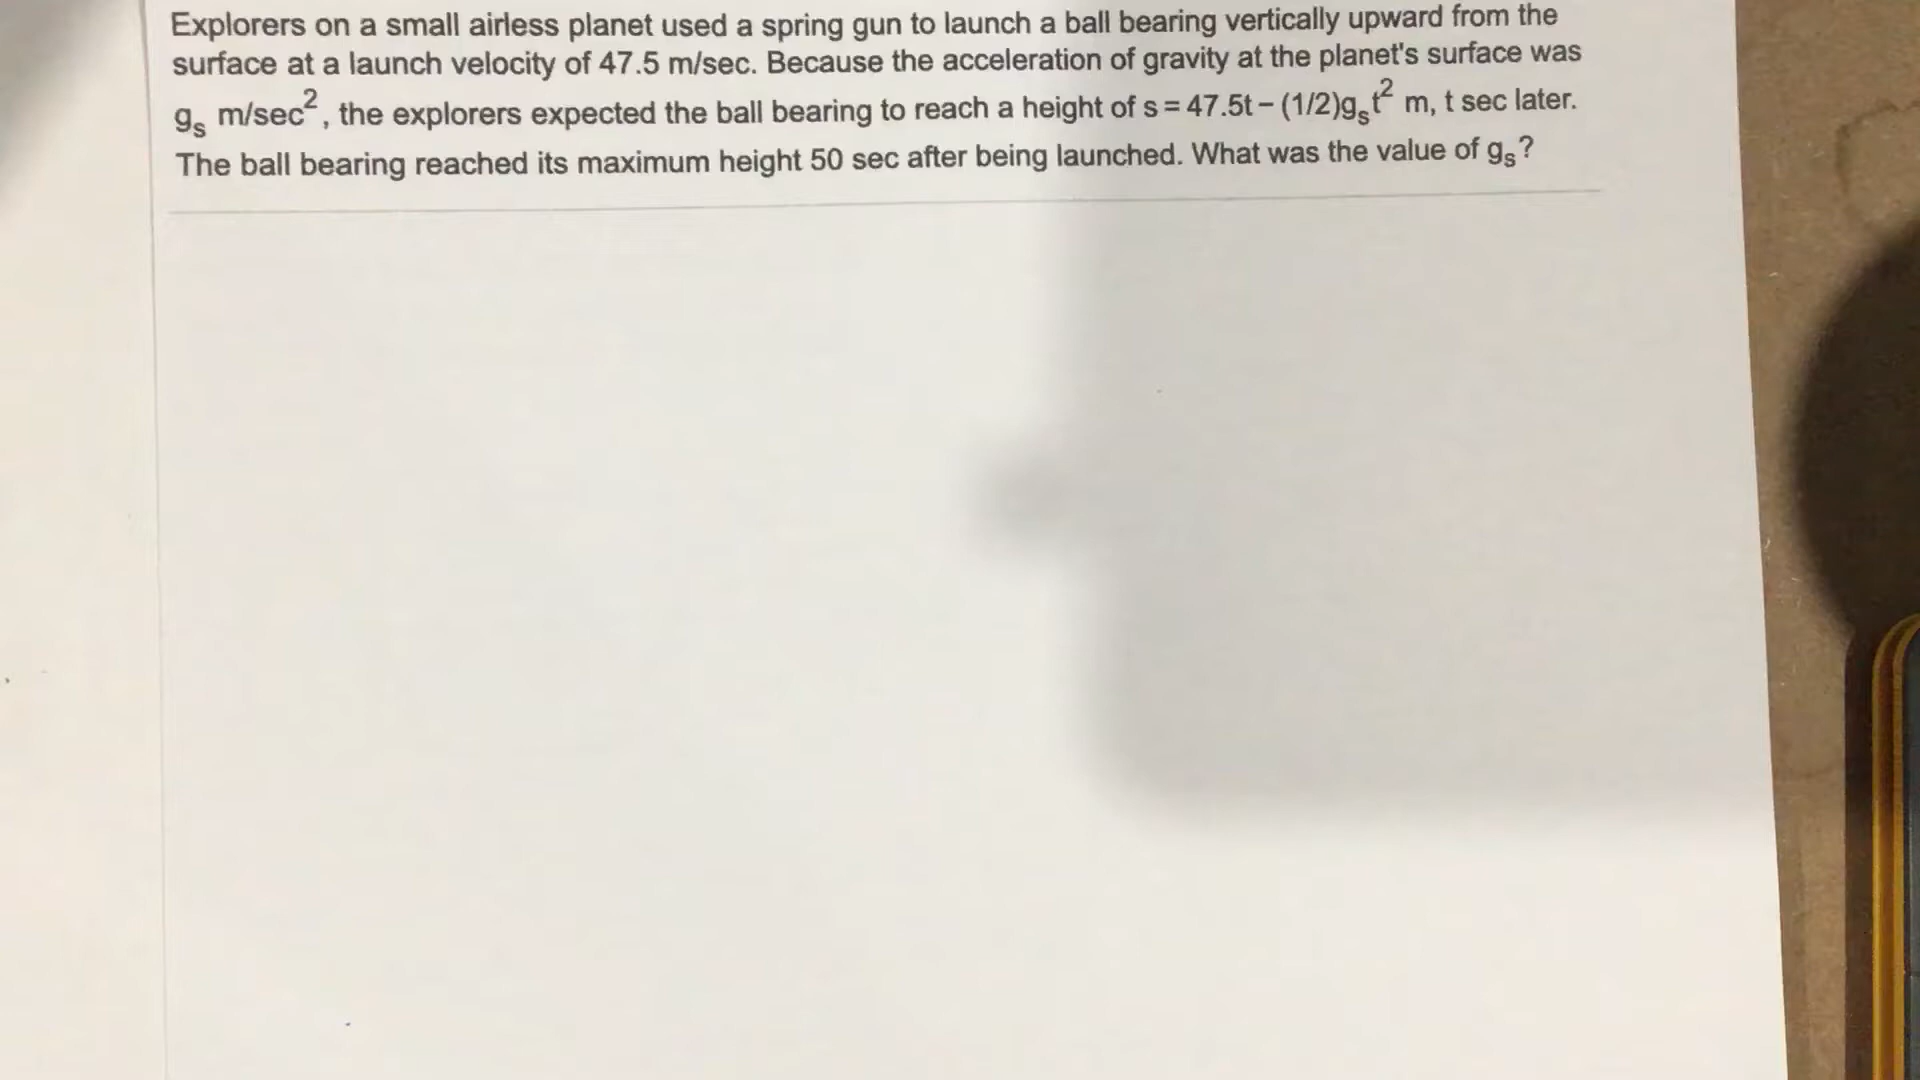 Explorers on a small airless planet used a spring gun to launch a ball bearing vertically upward from the
surface at a launch velocity of 47.5 m/sec. Because the acceleration of gravity at the planet's surface was
gₛ m/sec², the explorers expected the ball bearing to reach a height of s = 47.5t − (1/2)gₛt² m, t sec later.
The ball bearing reached its maximum height 50 sec after being launched. What was the value of gₛ?